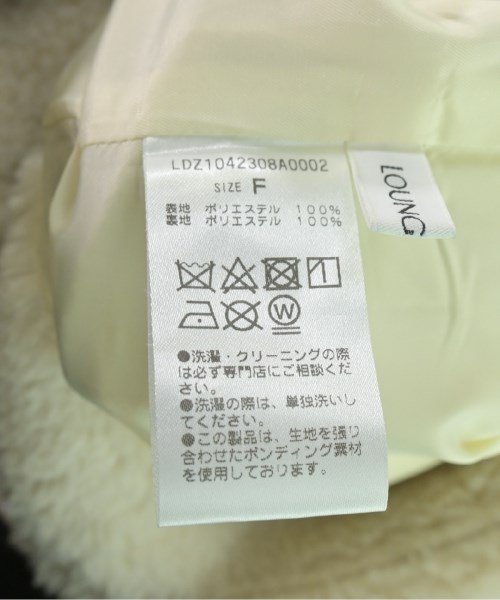 LDZ1042308A0002
SIZE F
表地 ポリエステル 100%
裏地 ポリエステル 100%
W
●洗濯・クリーニングの際
は必ず専門店にご相談くだ
さい。
●洗濯の際は、単独洗いし
てください。
●この製品は、生地を張り
合わせたボンディング素材
を使用しております。
LOUNG